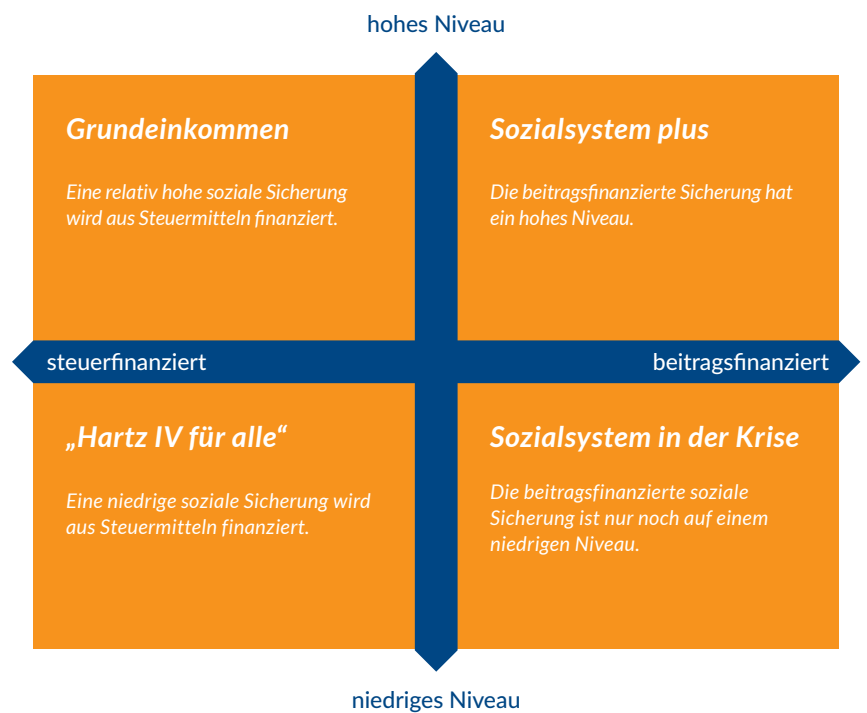 hohes Niveau
Grundeinkommen
Eine relativ hohe soziale Sicherung
wird aus Steuermitteln finanziert.
Sozialsystem plus
Die beitragsfinanzierte Sicherung hat
ein hohes Niveau.
steuerfinanziert
beitragsfinanziert
„Hartz IV für alle“
Eine niedrige soziale Sicherung wird
aus Steuermitteln finanziert.
Sozialsystem in der Krise
Die beitragsfinanzierte soziale
Sicherung ist nur noch auf einem
niedrigen Niveau.
niedriges Niveau